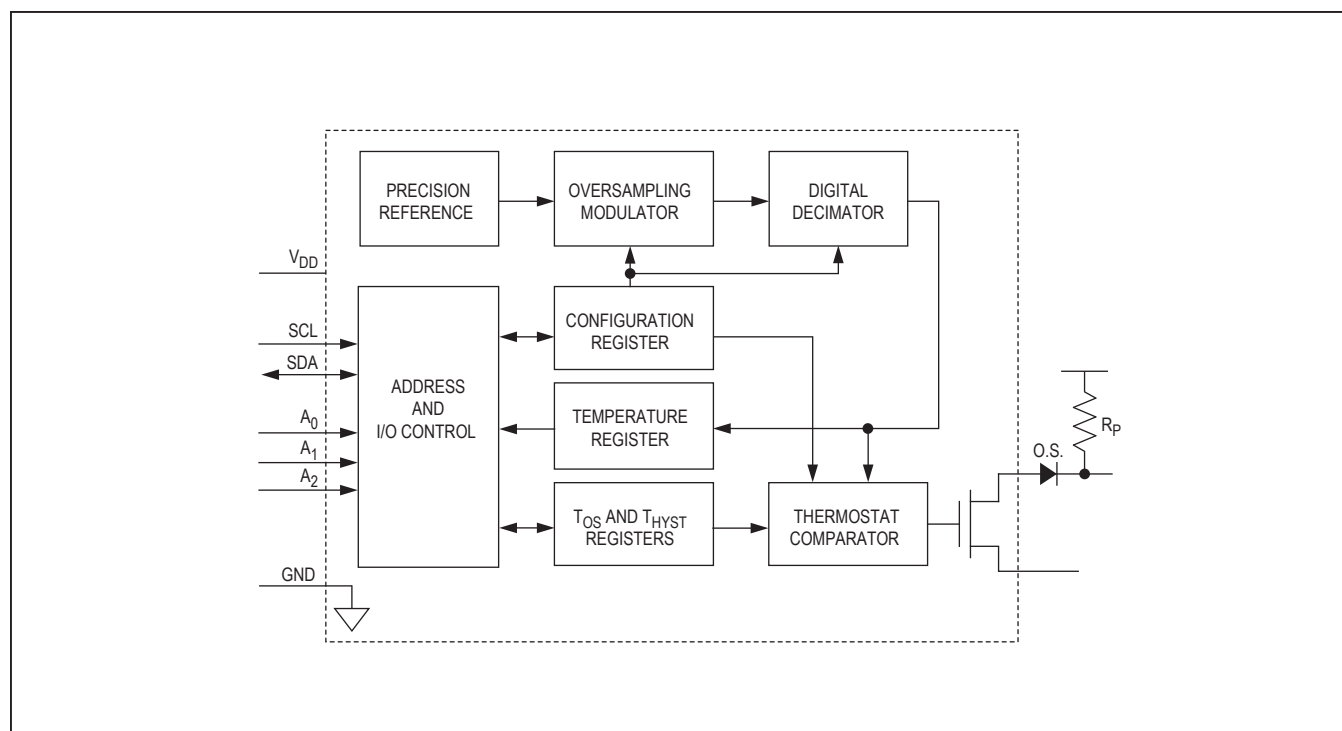 PRECISION
REFERENCE
OVERSAMPLING
MODULATOR
DIGITAL
DECIMATOR
VDD
SCL
SDA
A0
A1
A2
GND
ADDRESS
AND
I/O CONTROL
CONFIGURATION
REGISTER
TEMPERATURE
REGISTER
TOS AND THYST
REGISTERS
THERMOSTAT
COMPARATOR
O.S.
RP